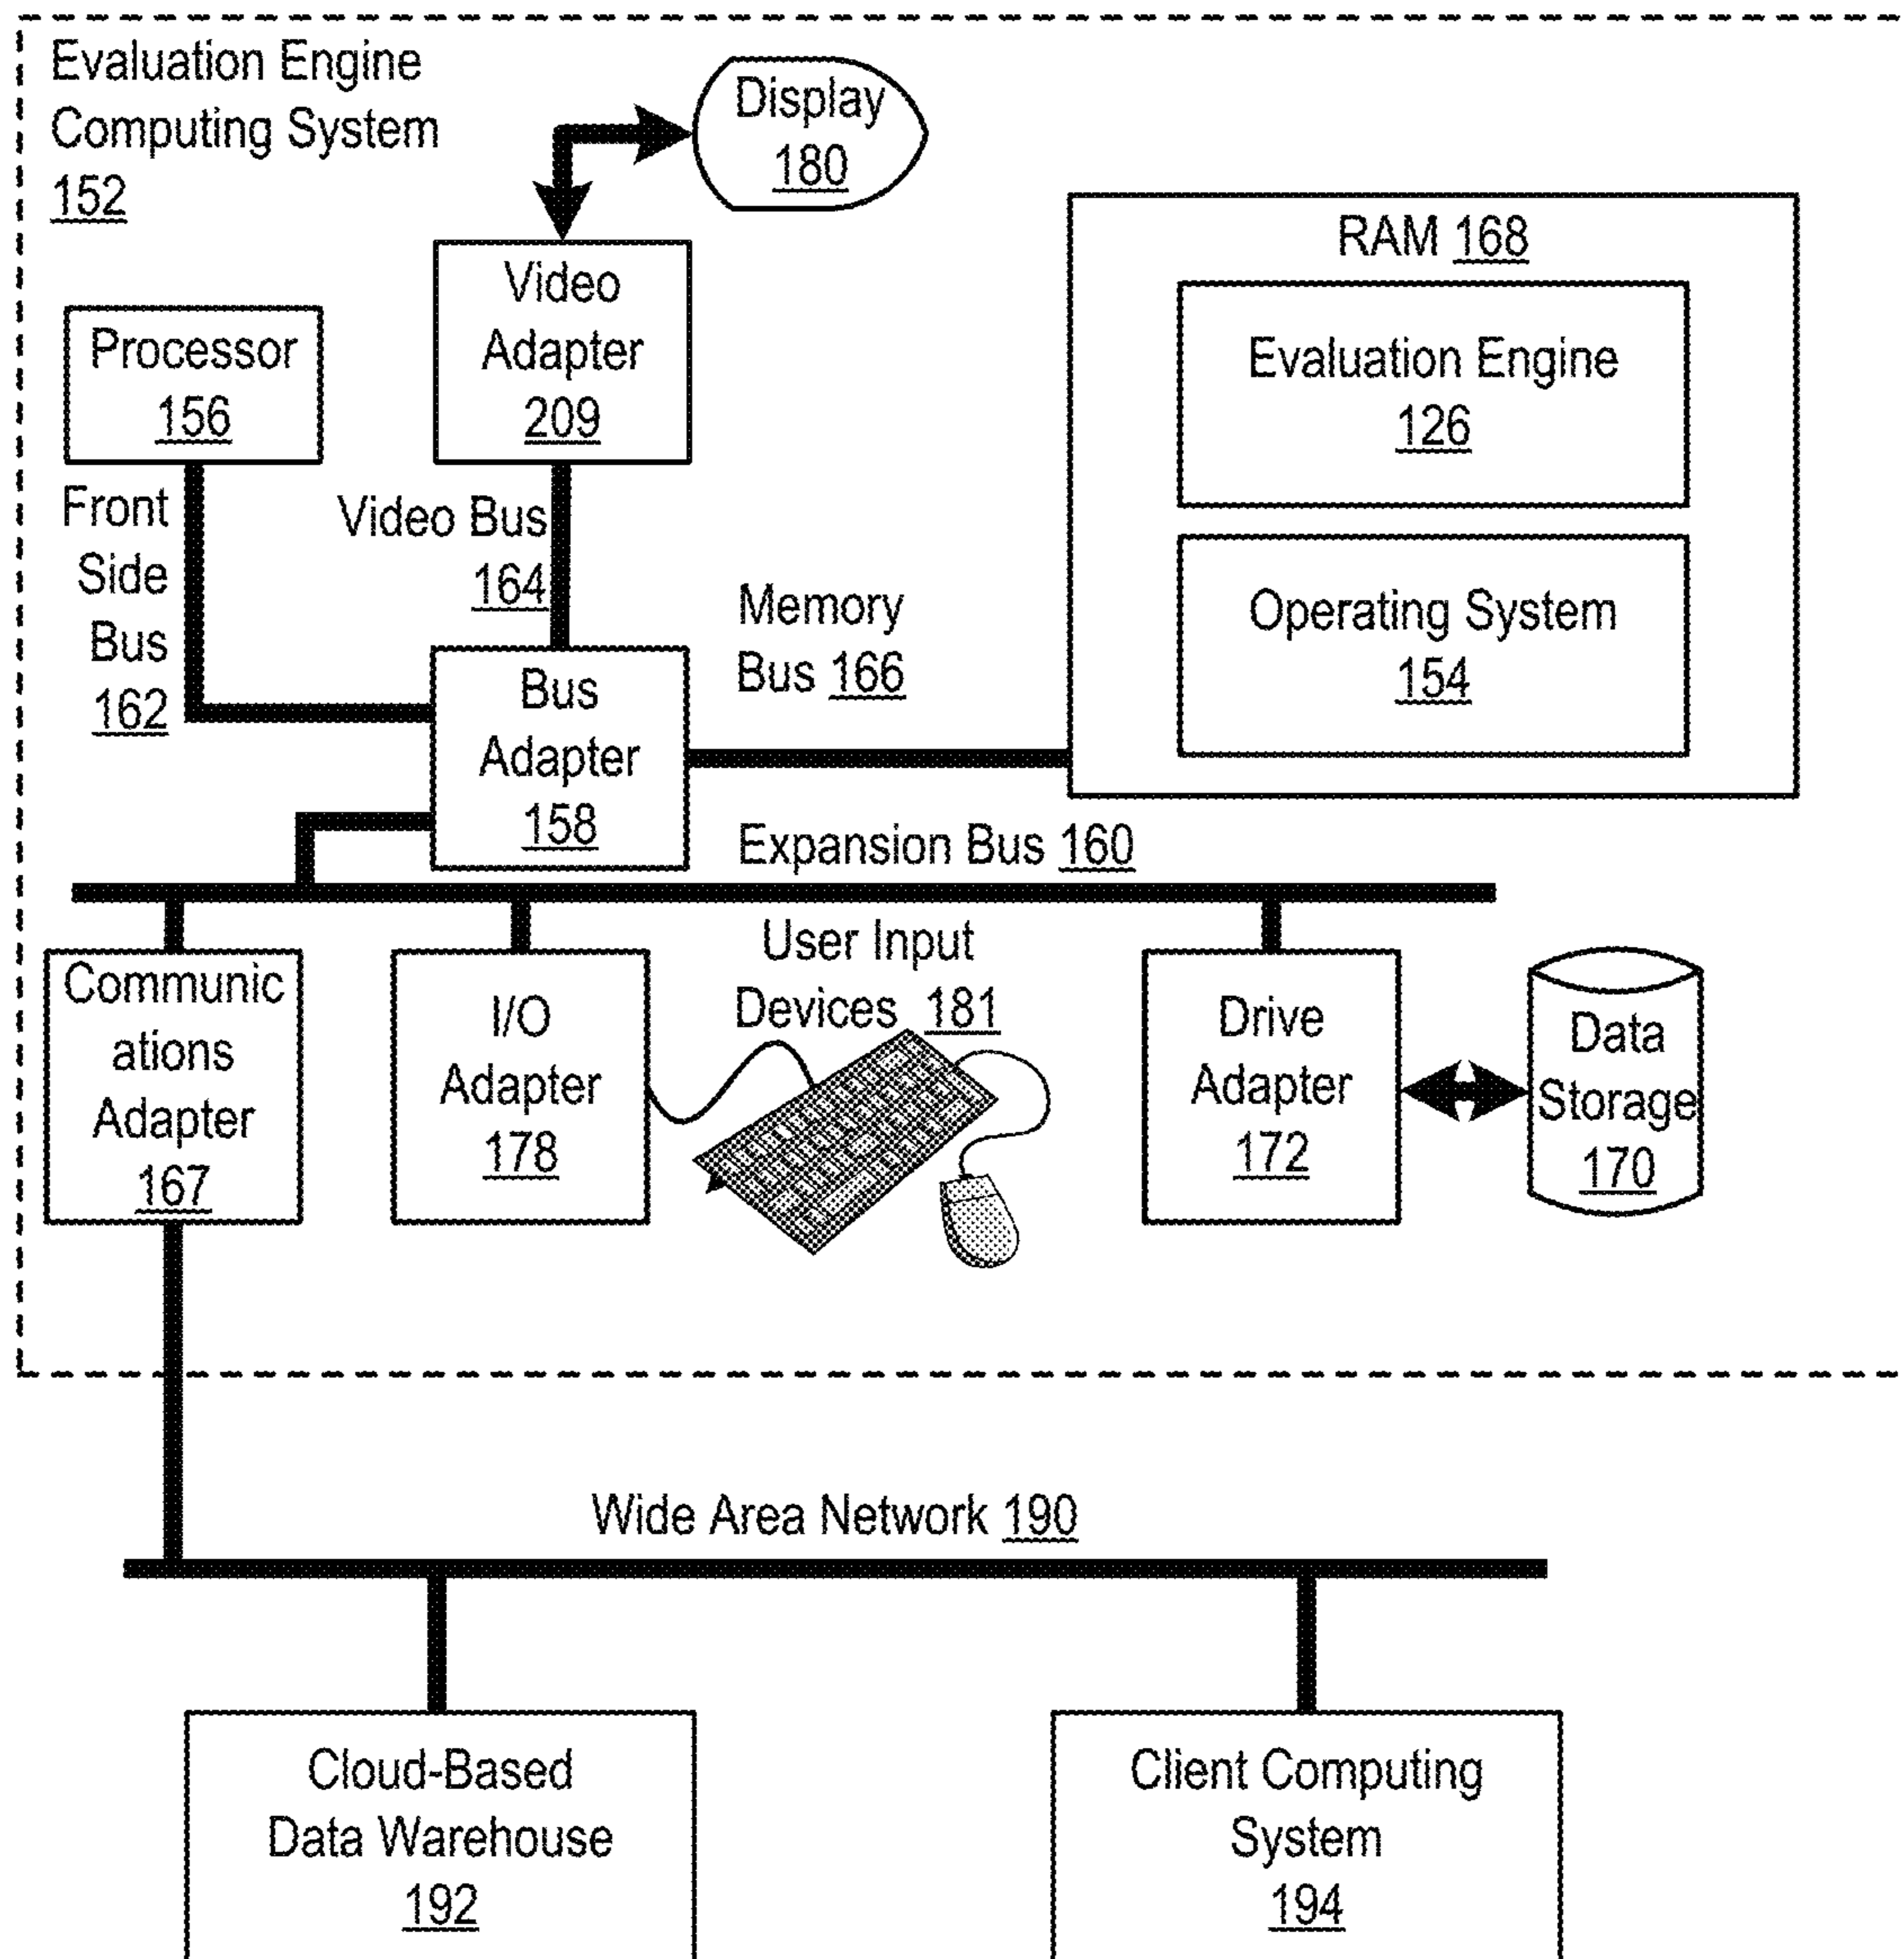 Evaluation Engine
Computing System
152
Display
180
Video
Adapter
209
Processor
156
RAM 168
Evaluation Engine
126
Operating System
154
Front
Side
Bus
162
Video Bus
164
Memory
Bus 166
Bus
Adapter
158
Expansion Bus 160
Communic
ations
Adapter
167
I/O
Adapter
178
User Input
Devices 181
Drive
Adapter
172
Data
Storage
170
Wide Area Network 190
Cloud-Based
Data Warehouse
192
Client Computing
System
194